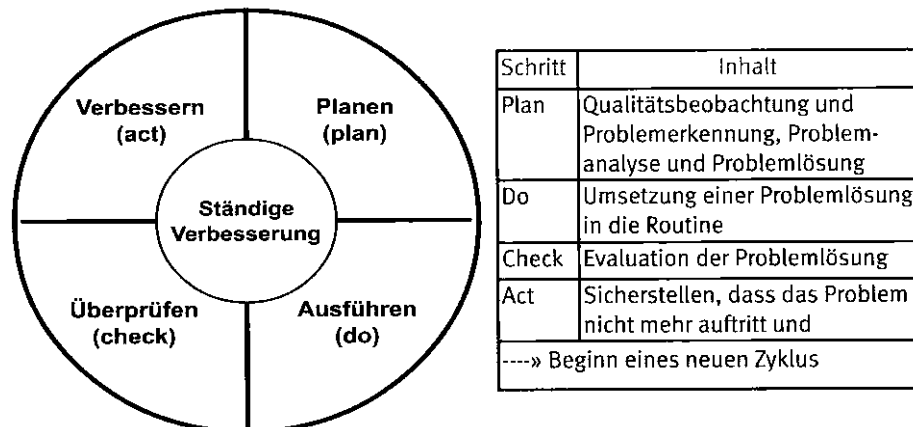 Verbessern
(act)
Planen
(plan)
Ständige
Verbesserung
Überprüfen
(check)
Ausführen
(do)
Schritt Inhalt
Plan Qualitätsbeobachtung und
Problemerkennung, Problem-
analyse und Problemlösung
Do Umsetzung einer Problemlösung
in die Routine
Check Evaluation der Problemlösung
Act Sicherstellen, dass das Problem
nicht mehr auftritt und
----» Beginn eines neuen Zyklus